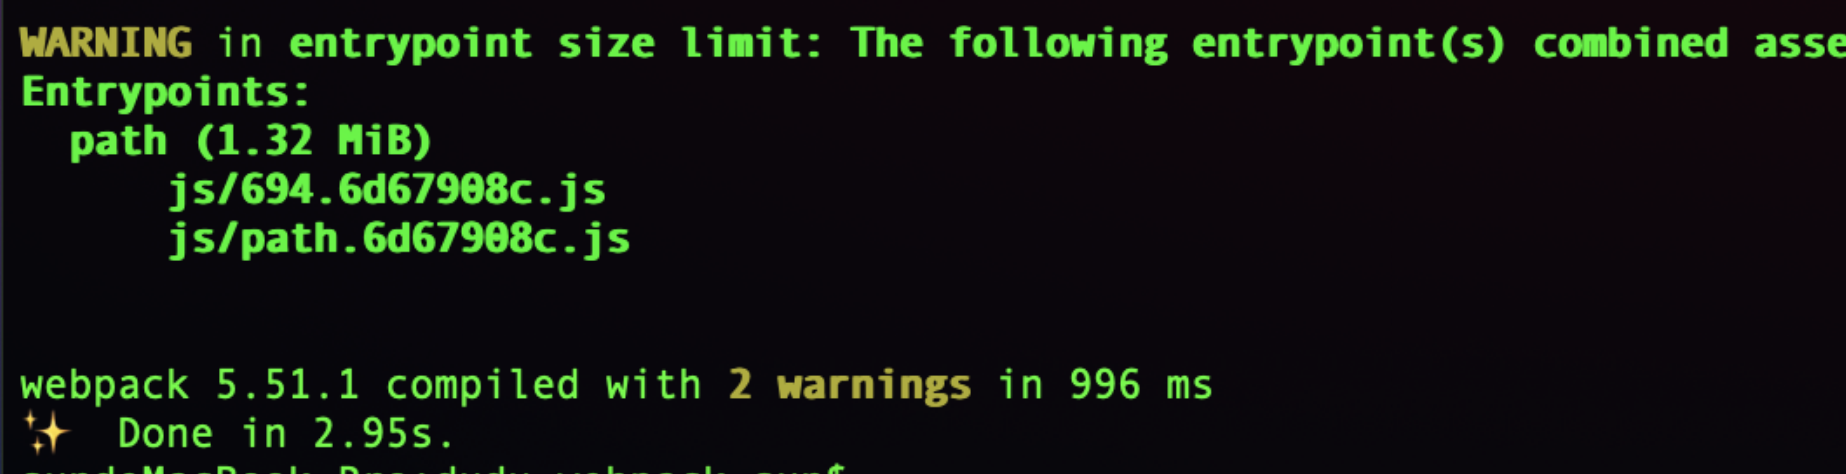 WARNING in entrypoint size limit: The following entrypoint(s) combined asse
Entrypoints:
path (1.32 MiB)
js/694.6d67908c.js
js/path.6d67908c.js
webpack 5.51.1 compiled with 2 warnings in 996 ms
✨ Done in 2.95s.